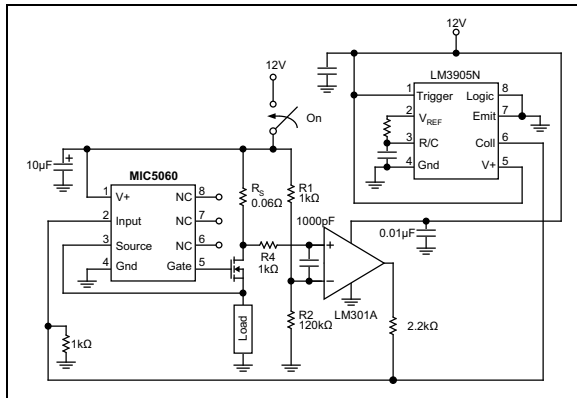 12V
12V
LM3905N
1 Trigger Logic 8
2 VREF Emit 7
3 R/C Coll 6
4 Gnd V+ 5
On
10µF +
MIC5060
1 V+ NC 8
2 Input NC 7
3 Source NC 6
4 Gnd Gate 5
RS
0.06Ω
R1
1kΩ
1000pF
R4
1kΩ
+
−
0.01µF
LM301A
R2
120kΩ
Load
2.2kΩ
1kΩ